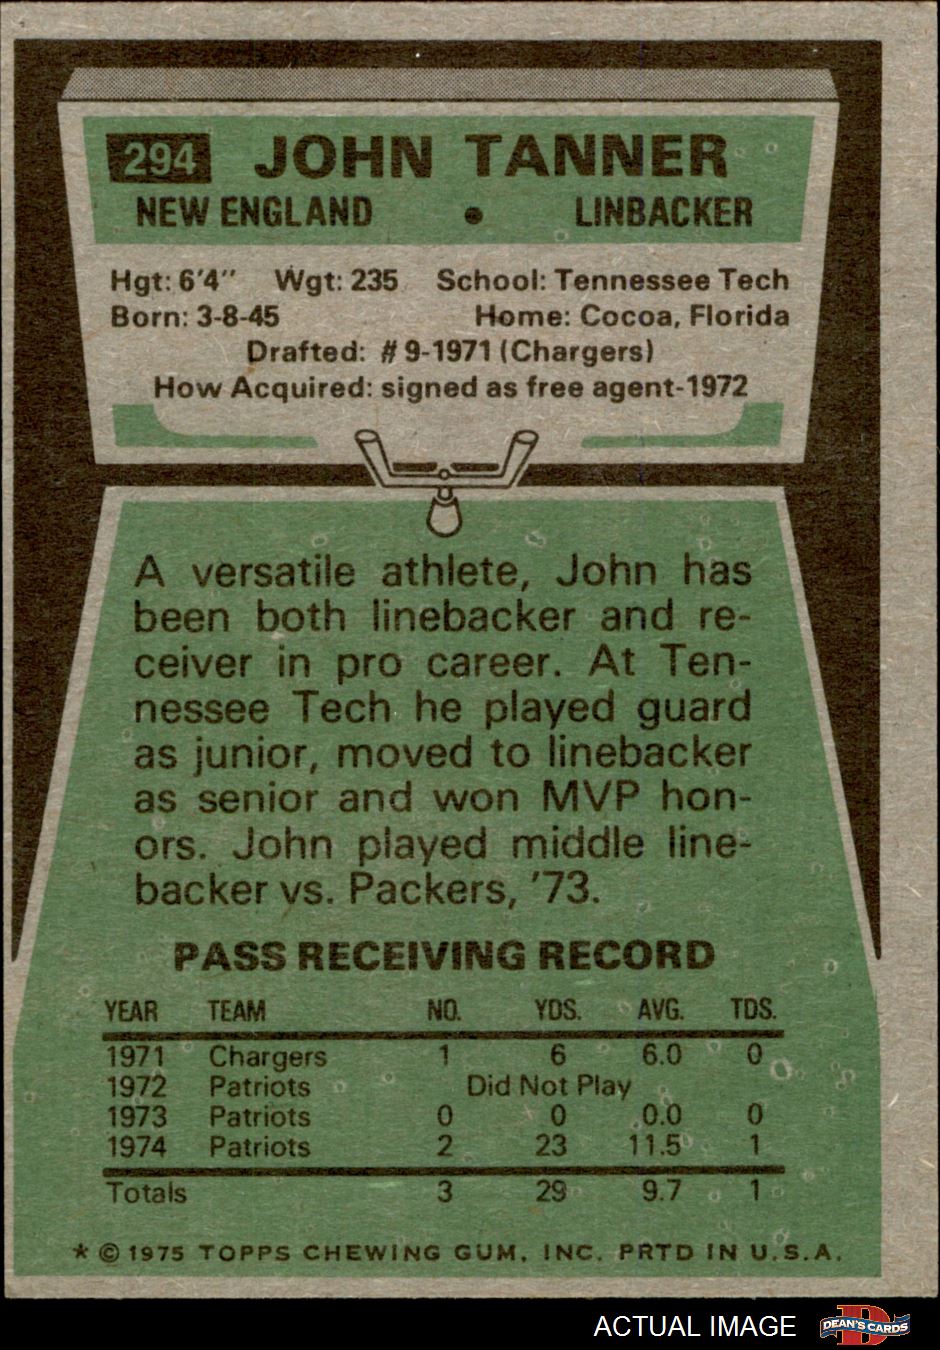 294 JOHN TANNER
NEW ENGLAND • LINBACKER
Hgt: 6'4" Wgt: 235 School: Tennessee Tech
Born: 3-8-45 Home: Cocoa, Florida
Drafted: #9-1971 (Chargers)
How Acquired: signed as free agent-1972
A versatile athlete, John has
been both linebacker and re-
ceiver in pro career. At Ten-
nessee Tech he played guard
as junior, moved to linebacker
as senior and won MVP hon-
ors. John played middle line-
backer vs. Packers, '73.
PASS RECEIVING RECORD
YEAR TEAM NO. YDS. AVG. TDS.
1971 Chargers 1 6 6.0 0
1972 Patriots Did Not Play
1973 Patriots 0 0 0.0 0
1974 Patriots 2 23 11.5 1
Totals 3 29 9.7 1
* © 1975 TOPPS CHEWING GUM, INC. PRTD IN U.S.A.
ACTUAL IMAGE DEAN'S CARDS